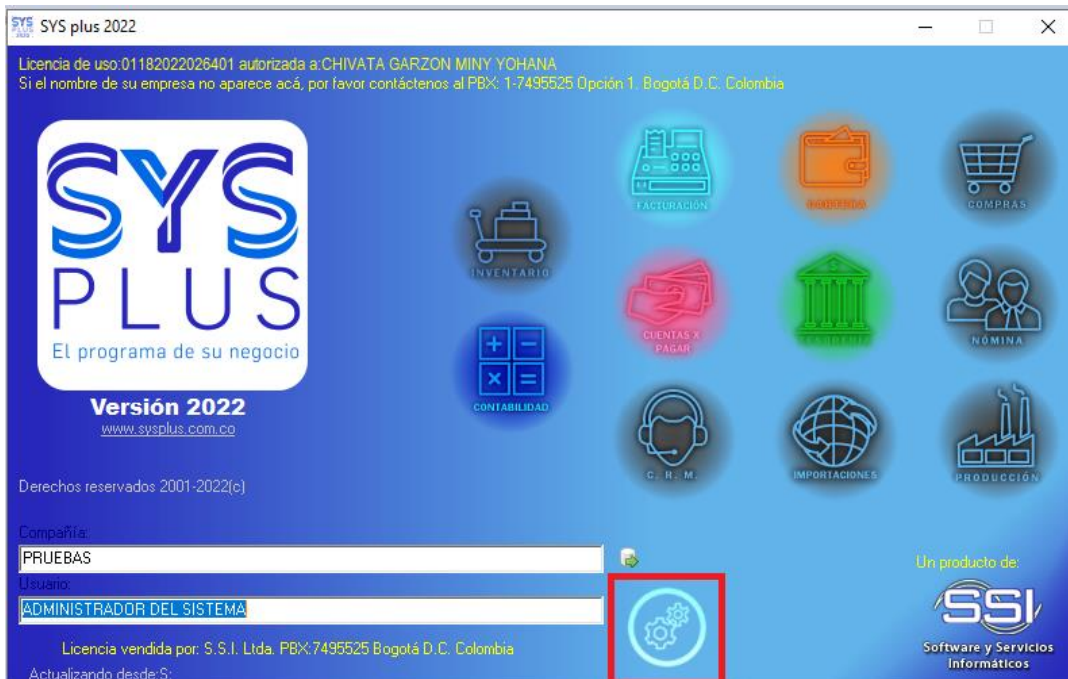 SYS plus 2022
Licencia de uso:01182022026401 autorizada a:CHIVATA GARZON MINY YOHANA
Si el nombre de su empresa no aparece acá, por favor contáctenos al PBX: 1-7495525 Opción 1. Bogotá D.C. Colombia
SYS
PLUS
El programa de su negocio
Versión 2022
www.sysplus.com.co
INVENTARIO
CONTABILIDAD
FACTURACIÓN
CARTERA
COMPRAS
CUENTAS X
PAGAR
NÓMINA
C. R. M.
IMPORTACIONES
PRODUCCIÓN
Derechos reservados 2001-2022(c)
Compañía:
PRUEBAS
Usuario:
ADMINISTRADOR DEL SISTEMA
Licencia vendida por: S.S.I. Ltda. PBX:7495525 Bogotá D.C. Colombia
Actualizando desde:S:
Un producto de:
SSI
Software y Servicios
Informáticos